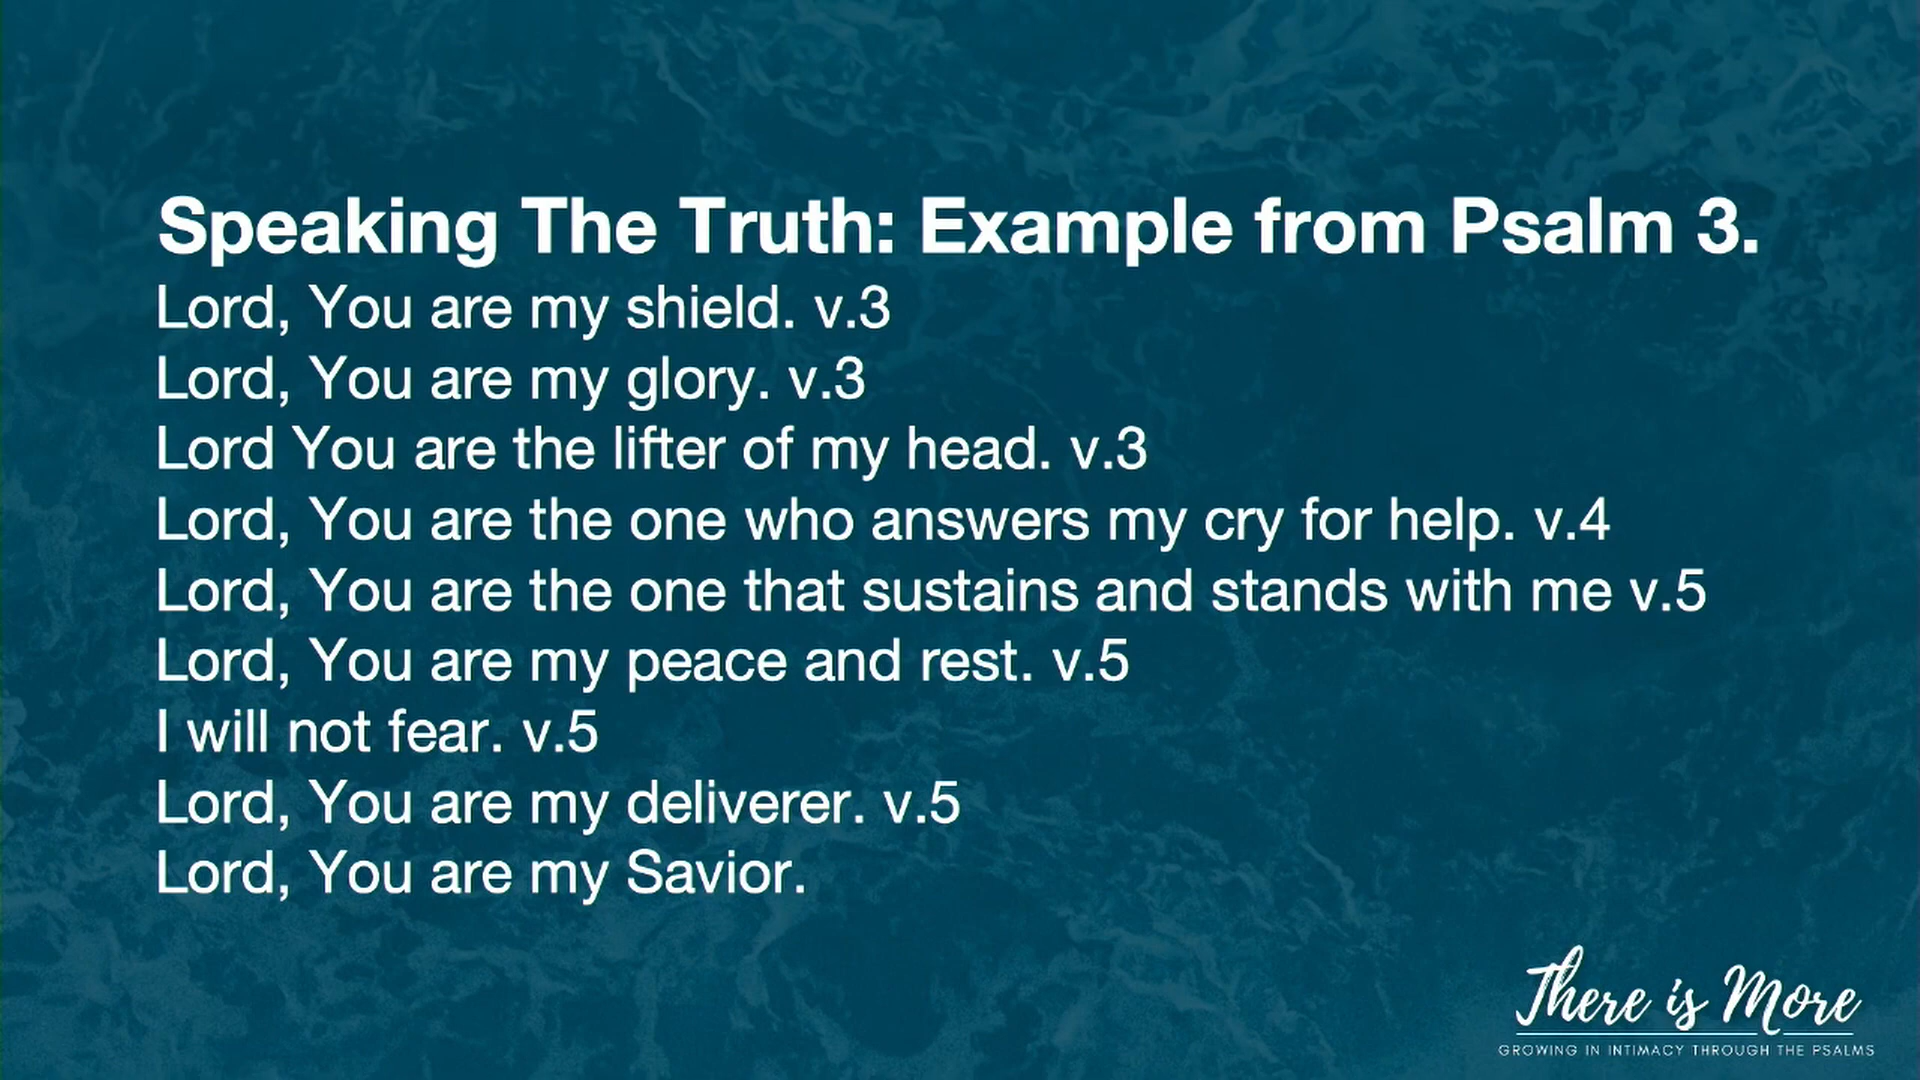 Speaking The Truth: Example from Psalm 3.
Lord, You are my shield. v.3
Lord, You are my glory. v.3
Lord You are the lifter of my head. v.3
Lord, You are the one who answers my cry for help. v.4
Lord, You are the one that sustains and stands with me v.5
Lord, You are my peace and rest. v.5
I will not fear. v.5
Lord, You are my deliverer. v.5
Lord, You are my Savior.
There is More
GROWING IN INTIMACY THROUGH THE PSALMS